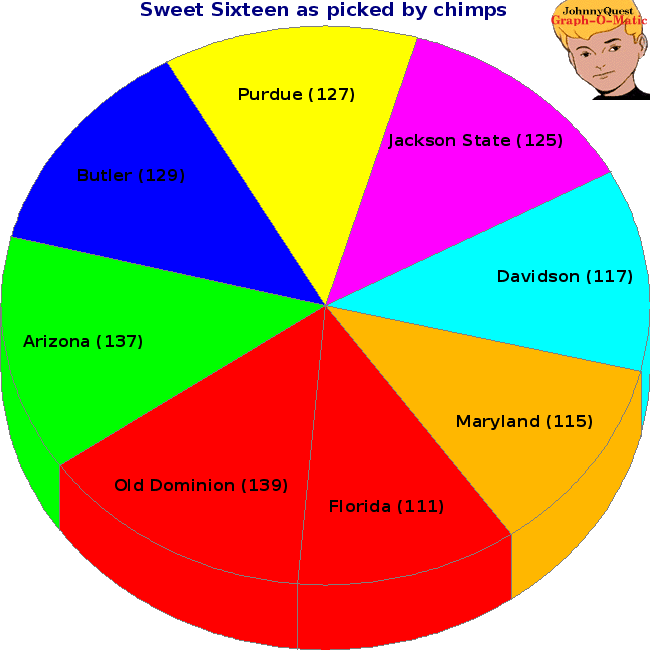 Sweet Sixteen as picked by chimps
JohnnyQuest
Graph-O-Matic
Purdue (127)
Jackson State (125)
Butler (129)
Davidson (117)
Arizona (137)
Maryland (115)
Old Dominion (139)
Florida (111)